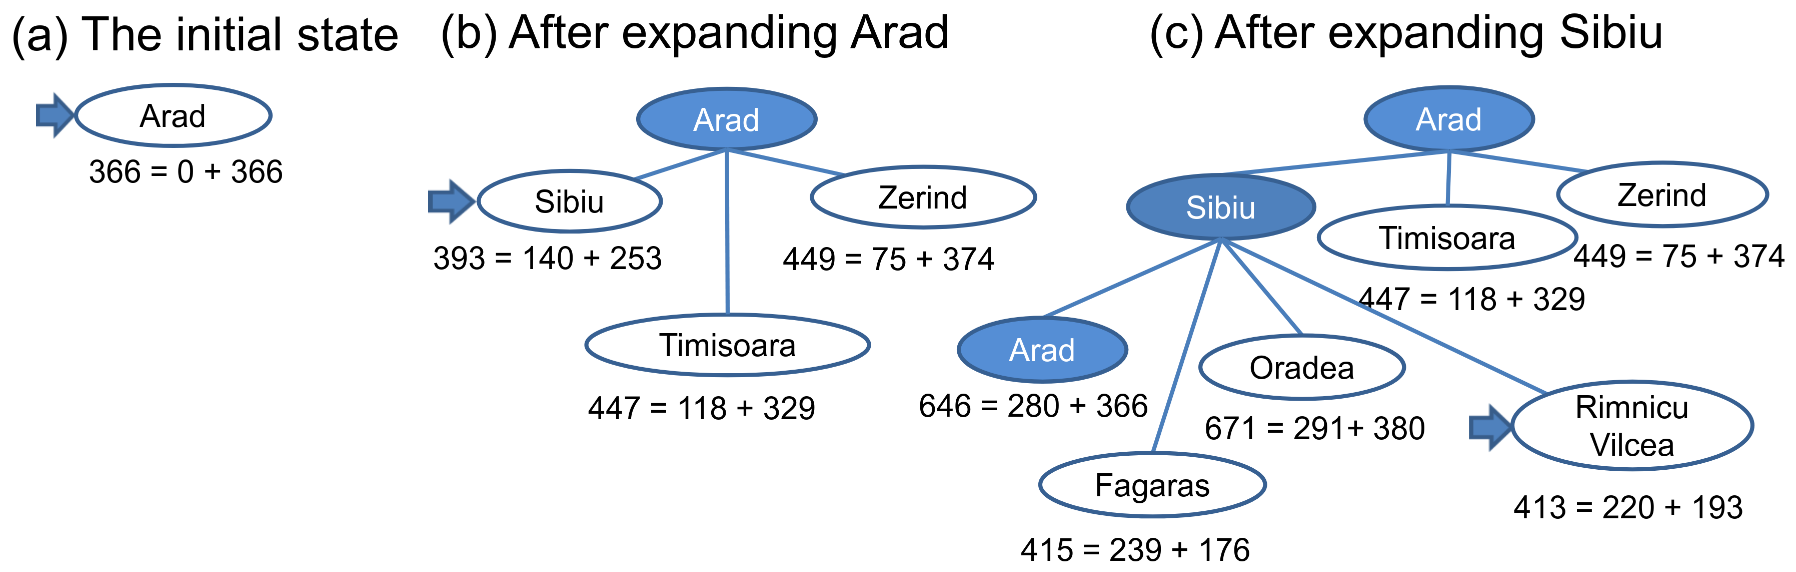 (a) The initial state
Arad
366 = 0 + 366
(b) After expanding Arad
Arad
Sibiu
393 = 140 + 253
Zerind
449 = 75 + 374
Timisoara
447 = 118 + 329
(c) After expanding Sibiu
Arad
Sibiu
Timisoara
447 = 118 + 329
Zerind
449 = 75 + 374
Arad
646 = 280 + 366
Fagaras
415 = 239 + 176
Oradea
671 = 291+ 380
Rimnicu
Vilcea
413 = 220 + 193